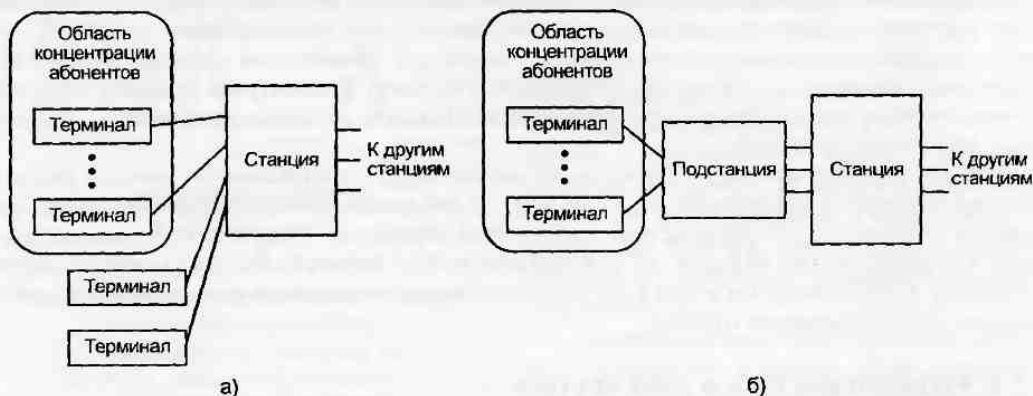 Область
концентрации
абонентов
Терминал
Терминал
Терминал
Терминал
Станция
К другим
станциям
а)
Область
концентрации
абонентов
Терминал
Терминал
Подстанция
Станция
К другим
станциям
б)